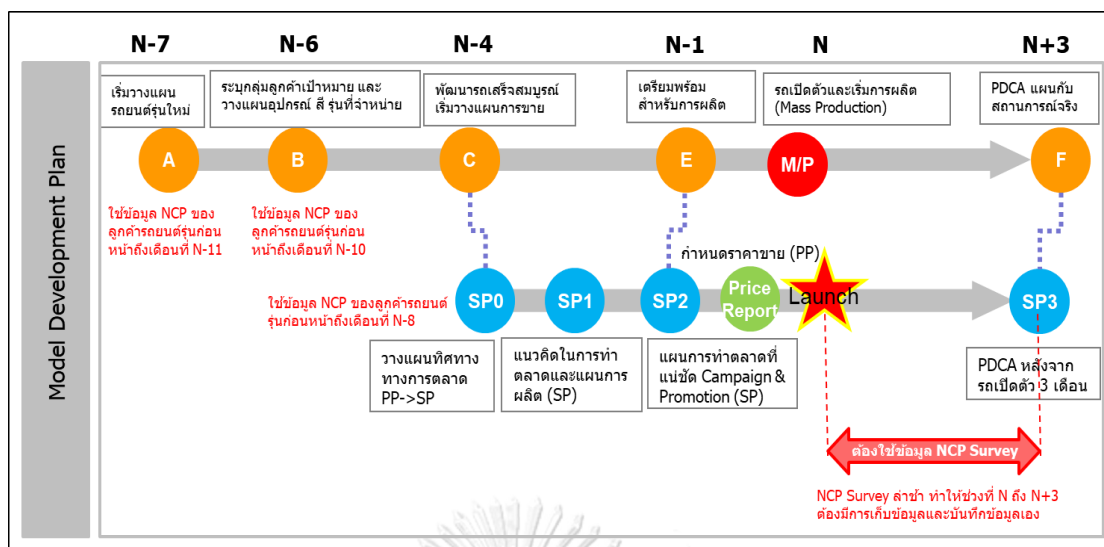 N-7
N-6
N-4
N-1
N
N+3
Model Development Plan
เริ่มวางแผน
รถยนต์รุ่นใหม่
ระบุกลุ่มลูกค้าเป้าหมาย และ
วางแผนอุปกรณ์ สี รุ่นที่จำหน่าย
พัฒนารถเสร็จสมบูรณ์
เริ่มวางแผนการขาย
เตรียมพร้อม
สำหรับการผลิต
รถเปิดตัวและเริ่มการผลิต
(Mass Production)
PDCA แผนกับ
สถานการณ์จริง
A
B
C
E
M/P
F
ใช้ข้อมูล NCP ของ
ลูกค้ารถยนต์รุ่นก่อน
หน้าถึงเดือนที่ N-11
ใช้ข้อมูล NCP ของ
ลูกค้ารถยนต์รุ่นก่อน
หน้าถึงเดือนที่ N-10
กำหนดราคาขาย (PP)
ใช้ข้อมูล NCP ของลูกค้ารถยนต์
รุ่นก่อนหน้าถึงเดือนที่ N-8
SP0
SP1
SP2
Price
Report
Launch
SP3
วางแผนทิศทาง
ทางการตลาด
PP->SP
แนวคิดในการทำ
ตลาดและแผนการ
ผลิต (SP)
แผนการทำตลาดที่
แน่ชัด Campaign &
Promotion (SP)
PDCA หลังจาก
รถเปิดตัว 3 เดือน
ต้องใช้ข้อมูล NCP Survey
NCP Survey ล่าช้า ทำให้ช่วงที่ N ถึง N+3
ต้องมีการเก็บข้อมูลและบันทึกข้อมูลเอง